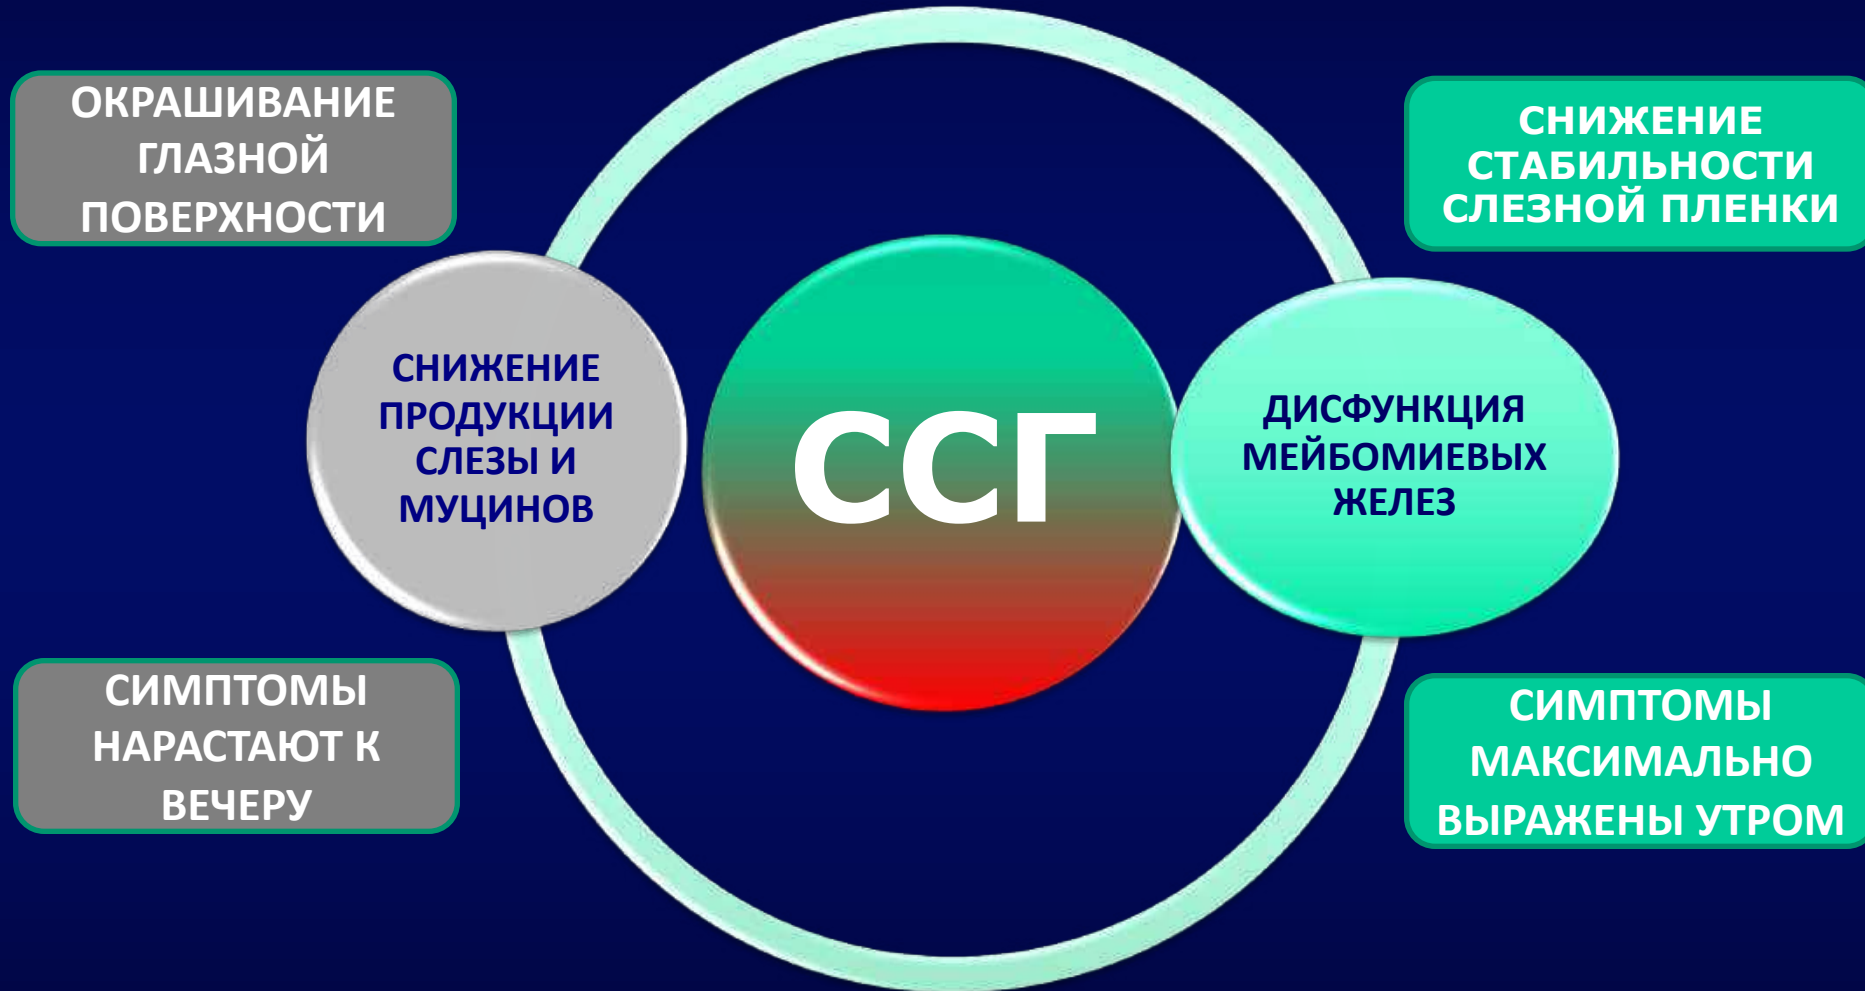 ОКРАШИВАНИЕ
ГЛАЗНОЙ
ПОВЕРХНОСТИ
СНИЖЕНИЕ
СТАБИЛЬНОСТИ
СЛЕЗНОЙ ПЛЕНКИ
СНИЖЕНИЕ
ПРОДУКЦИИ
СЛЕЗЫ И
МУЦИНОВ
ССГ
ДИСФУНКЦИЯ
МЕЙБОМИЕВЫХ
ЖЕЛЕЗ
СИМПТОМЫ
НАРАСТАЮТ К
ВЕЧЕРУ
СИМПТОМЫ
МАКСИМАЛЬНО
ВЫРАЖЕНЫ УТРОМ